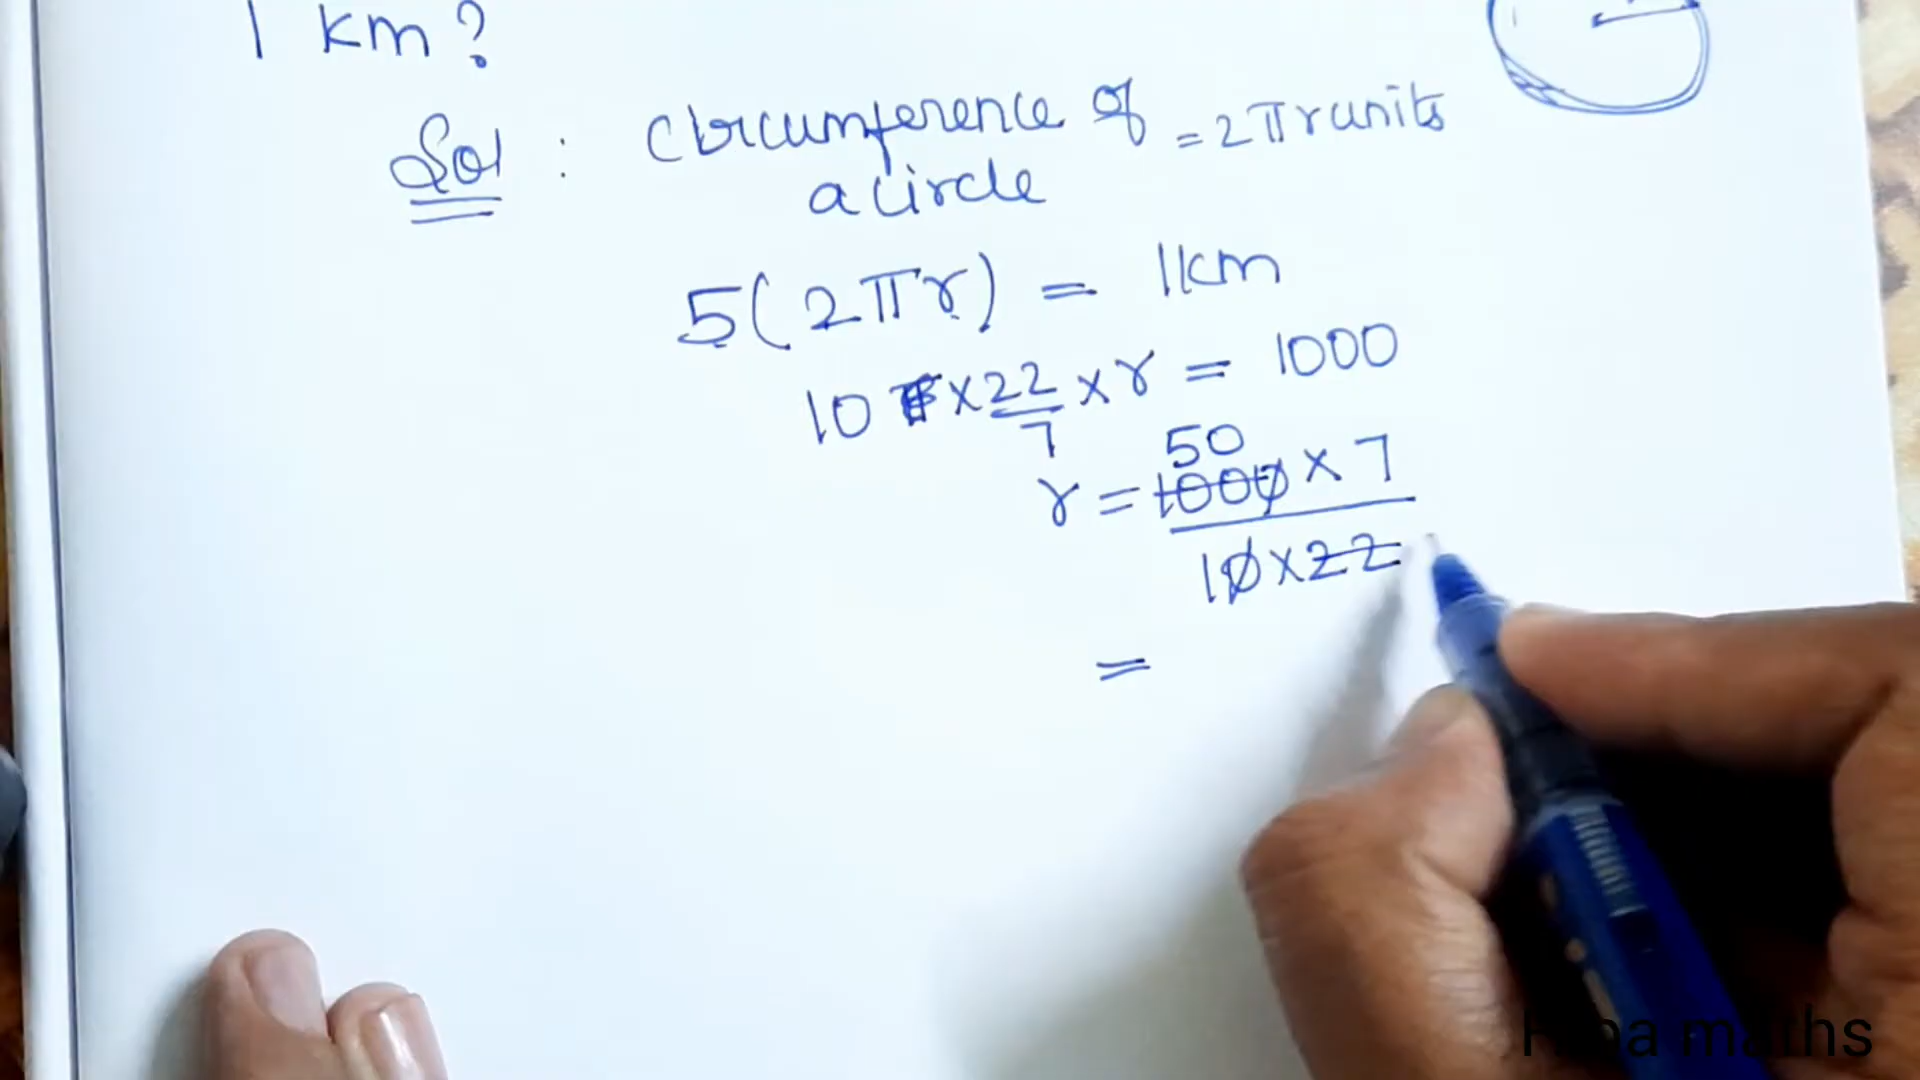 1 km?
Sol : Circumference of = 2πr units
a circle
5(2πr) = 1km
10 × 22/7 × r = 1000
50
r = 1000 × 7
10 × 22
=
maths